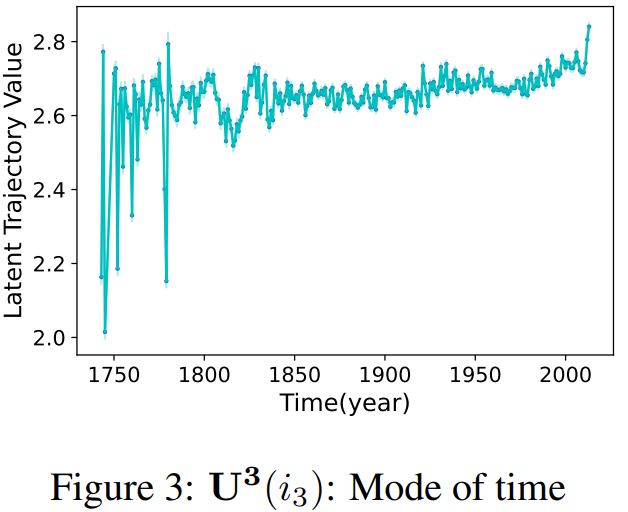 2.8
2.6
2.4
2.2
2.0
Latent Trajectory Value
1750 1800 1850 1900 1950 2000
Time(year)
Figure 3: U³(i₃): Mode of time